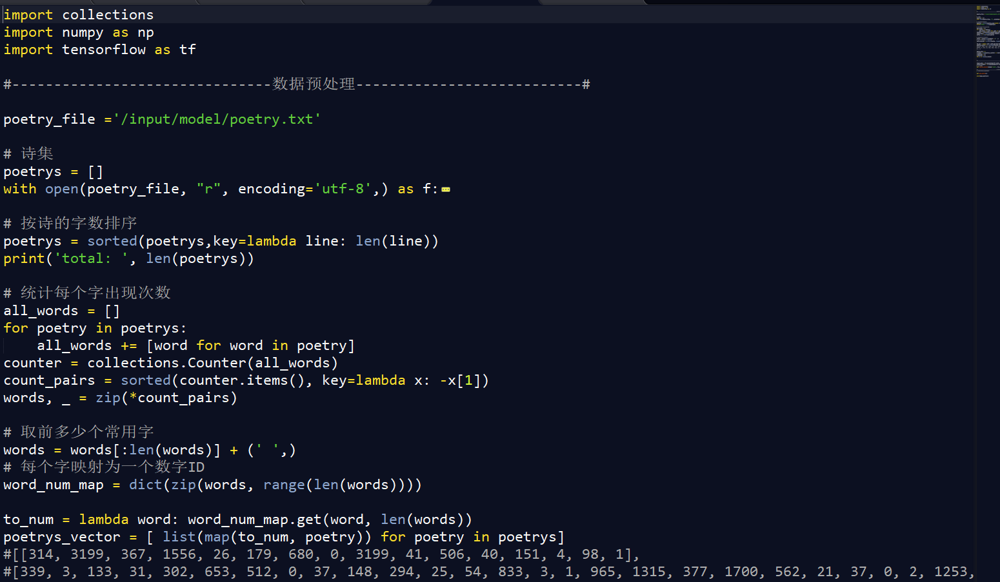 import collections
import numpy as np
import tensorflow as tf
#-------------------------------数据预处理---------------------------#
poetry_file ='/input/model/poetry.txt'
# 诗集
poetrys = []
with open(poetry_file, "r", encoding='utf-8',) as f:
# 按诗的字数排序
poetrys = sorted(poetrys,key=lambda line: len(line))
print('total: ', len(poetrys))
# 统计每个字出现次数
all_words = []
for poetry in poetrys:
    all_words += [word for word in poetry]
counter = collections.Counter(all_words)
count_pairs = sorted(counter.items(), key=lambda x: -x[1])
words, _ = zip(*count_pairs)
# 取前多少个常用字
words = words[:len(words)] + (' ',)
# 每个字映射为一个数字ID
word_num_map = dict(zip(words, range(len(words))))
to_num = lambda word: word_num_map.get(word, len(words))
poetrys_vector = [ list(map(to_num, poetry)) for poetry in poetrys]
#[[314, 3199, 367, 1556, 26, 179, 680, 0, 3199, 41, 506, 40, 151, 4, 98, 1],
#[339, 3, 133, 31, 302, 653, 512, 0, 37, 148, 294, 25, 54, 833, 3, 1, 965, 1315, 377, 1700, 562, 21, 37, 0, 2, 1253,